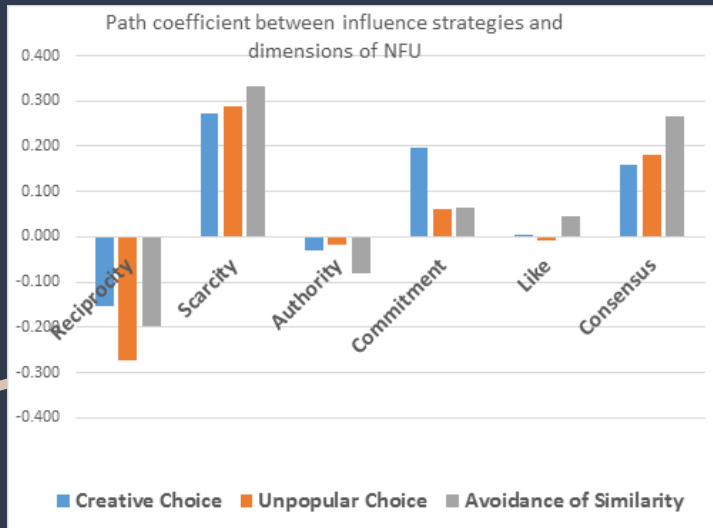 Path coefficient between influence strategies and
dimensions of NFU
0.400
0.300
0.200
0.100
0.000
-0.100
-0.200
-0.300
-0.400
Reciprocity
Scarcity
Authority
Commitment
Like
Consensus
Creative Choice
Unpopular Choice
Avoidance of Similarity